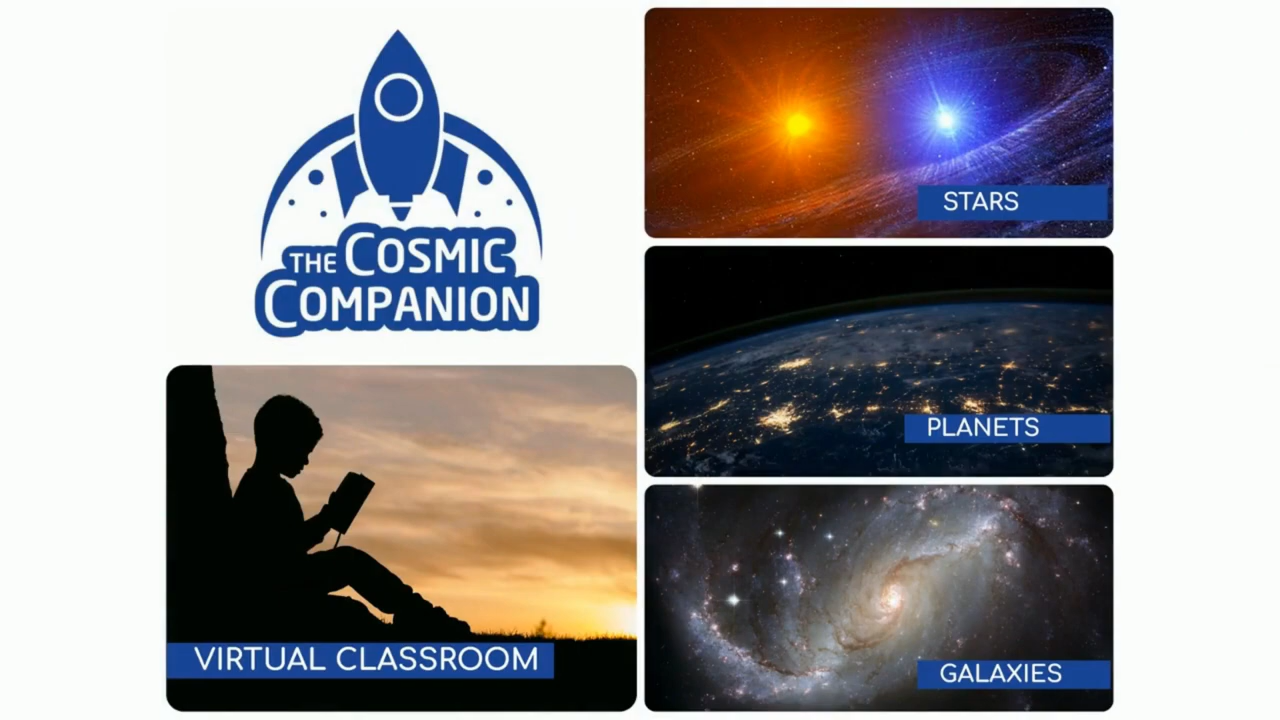 THE COSMIC
COMPANION
STARS
PLANETS
VIRTUAL CLASSROOM
GALAXIES